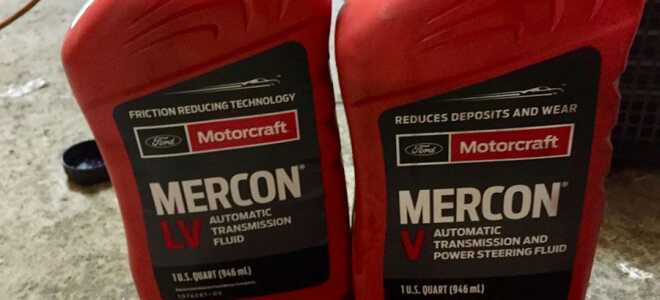 FRICTION REDUCING TECHNOLOGY
Ford Motorcraft
MERCON®
LV AUTOMATIC
TRANSMISSION
FLUID
1 U.S. QUART (946 mL)
REDUCES DEPOSITS AND WEAR
Ford Motorcraft
MERCON®
V AUTOMATIC
TRANSMISSION AND
POWER STEERING FLUID
1 U.S. QUART (946 mL)